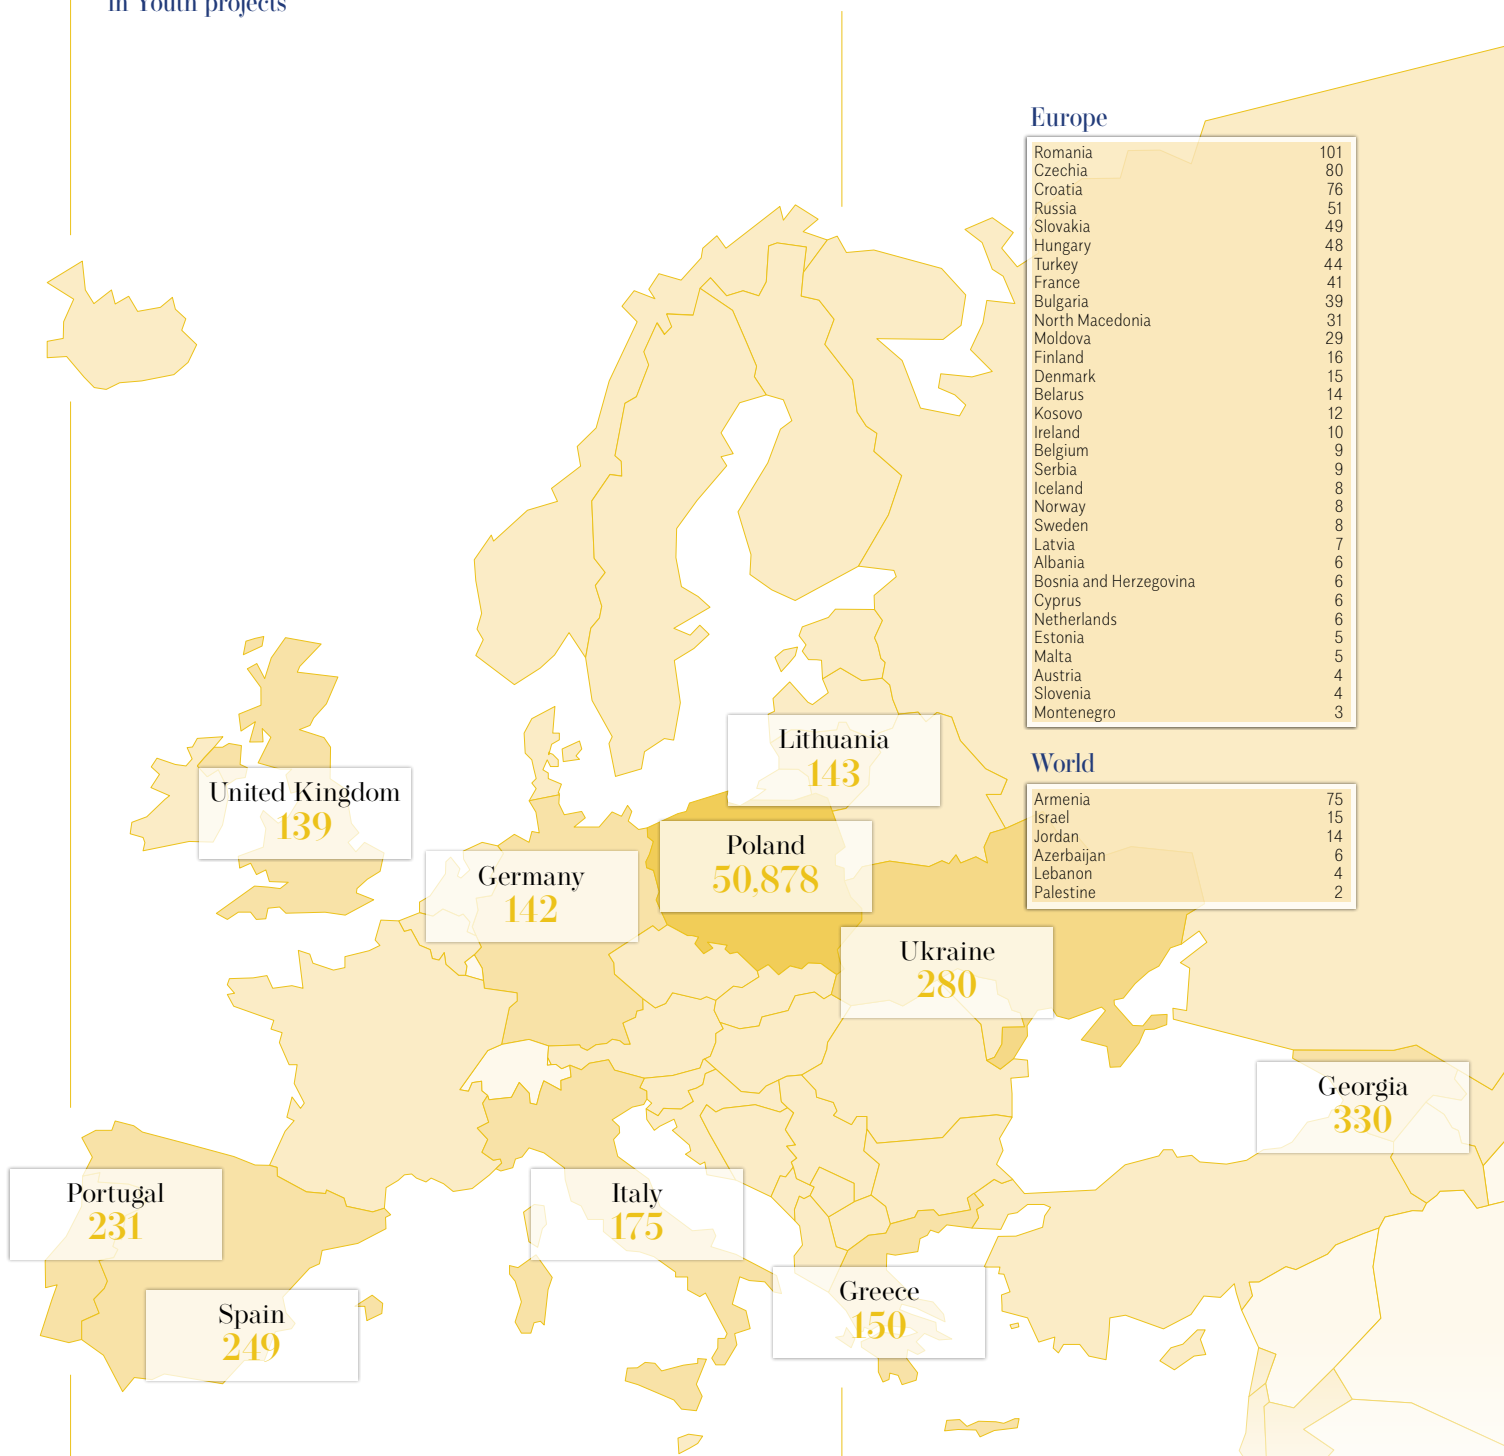 in Youth projects
Europe
Romania 101
Czechia 80
Croatia 76
Russia 51
Slovakia 49
Hungary 48
Turkey 44
France 41
Bulgaria 39
North Macedonia 31
Moldova 29
Finland 16
Denmark 15
Belarus 14
Kosovo 12
Ireland 10
Belgium 9
Serbia 9
Iceland 8
Norway 8
Sweden 8
Latvia 7
Albania 6
Bosnia and Herzegovina 6
Cyprus 6
Netherlands 6
Estonia 5
Malta 5
Austria 4
Slovenia 4
Montenegro 3
World
Armenia 75
Israel 15
Jordan 14
Azerbaijan 6
Lebanon 4
Palestine 2
Lithuania
143
United Kingdom
139
Poland
50,878
Germany
142
Ukraine
280
Georgia
330
Portugal
231
Italy
175
Greece
150
Spain
249